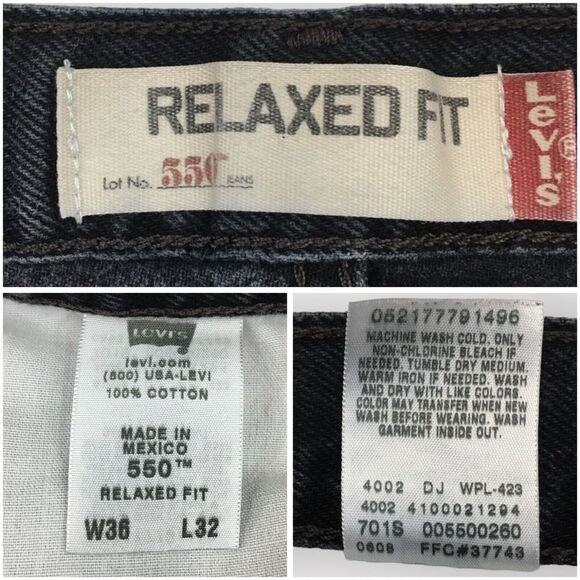 RELAXED FIT
Lot No. 550™ JEANS
LEVI'S
LEVI'S
levi.com
(800) USA-LEVI
100% COTTON
MADE IN
MEXICO
550™
RELAXED FIT
W36 L32
052177791496
MACHINE WASH COLD. ONLY
NON-CHLORINE BLEACH IF
NEEDED. TUMBLE DRY MEDIUM.
WARM IRON IF NEEDED. WASH
AND DRY WITH LIKE COLORS.
COLOR MAY TRANSFER WHEN NEW
WASH BEFORE WEARING. WASH
GARMENT INSIDE OUT.
4002 DJ WPL-423
4002 4100021294
701S 005500260
0608 FFC#37743